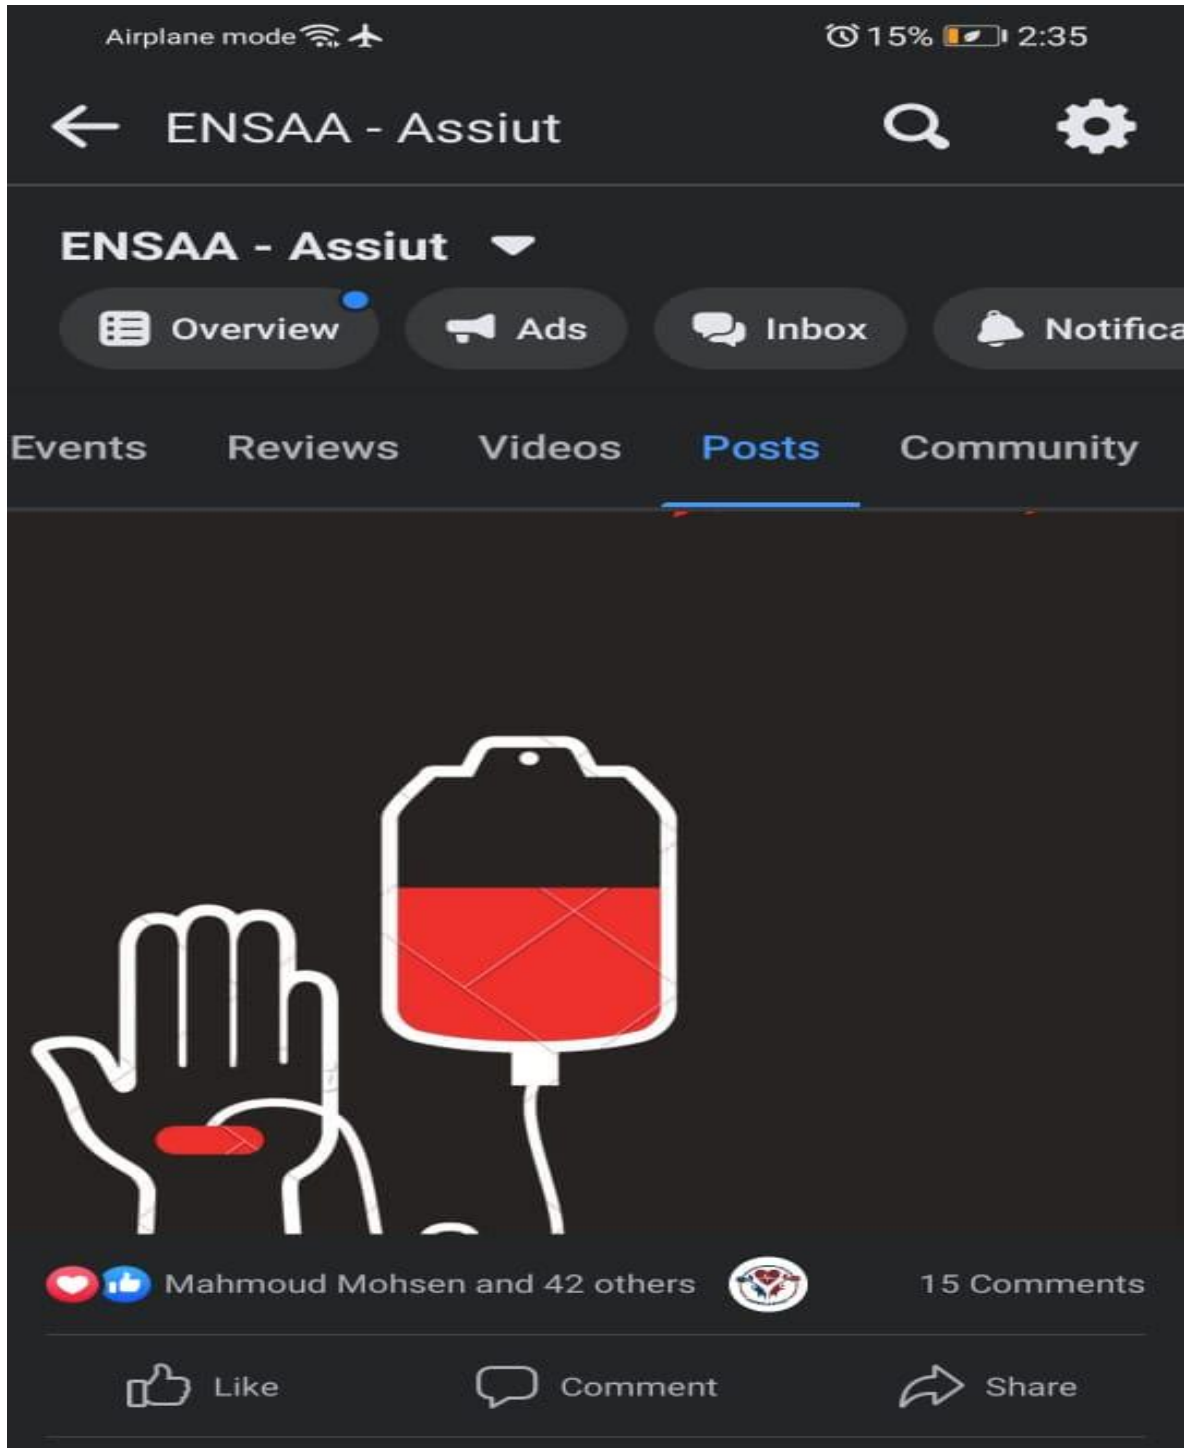 Airplane mode 15% 2:35
ENSAA - Assiut
ENSAA - Assiut
Overview Ads Inbox Notifica
Events Reviews Videos Posts Community
Mahmoud Mohsen and 42 others 15 Comments
Like Comment Share